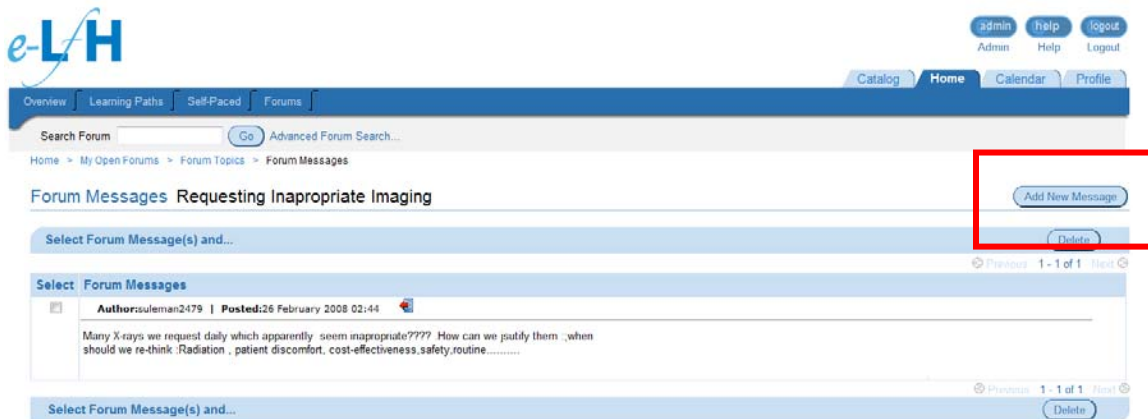 e-LfH
admin help logout
Admin Help Logout
Catalog Home Calendar Profile
Overview Learning Paths Self-Paced Forums
Search Forum Go Advanced Forum Search...
Home > My Open Forums > Forum Topics > Forum Messages
Forum Messages Requesting Inapropriate Imaging
Add New Message
Select Forum Message(s) and...
Delete
Previous 1 - 1 of 1 Next
Select Forum Messages
Author:suleman2479 | Posted:26 February 2008 02:44
Many X-rays we request daily which apparently seem inapropriate???? .How can we jsutify them :,when
should we re-think :Radiation , patient discomfort, cost-effectiveness,safety,routine..........
Previous 1 - 1 of 1 Next
Select Forum Message(s) and...
Delete